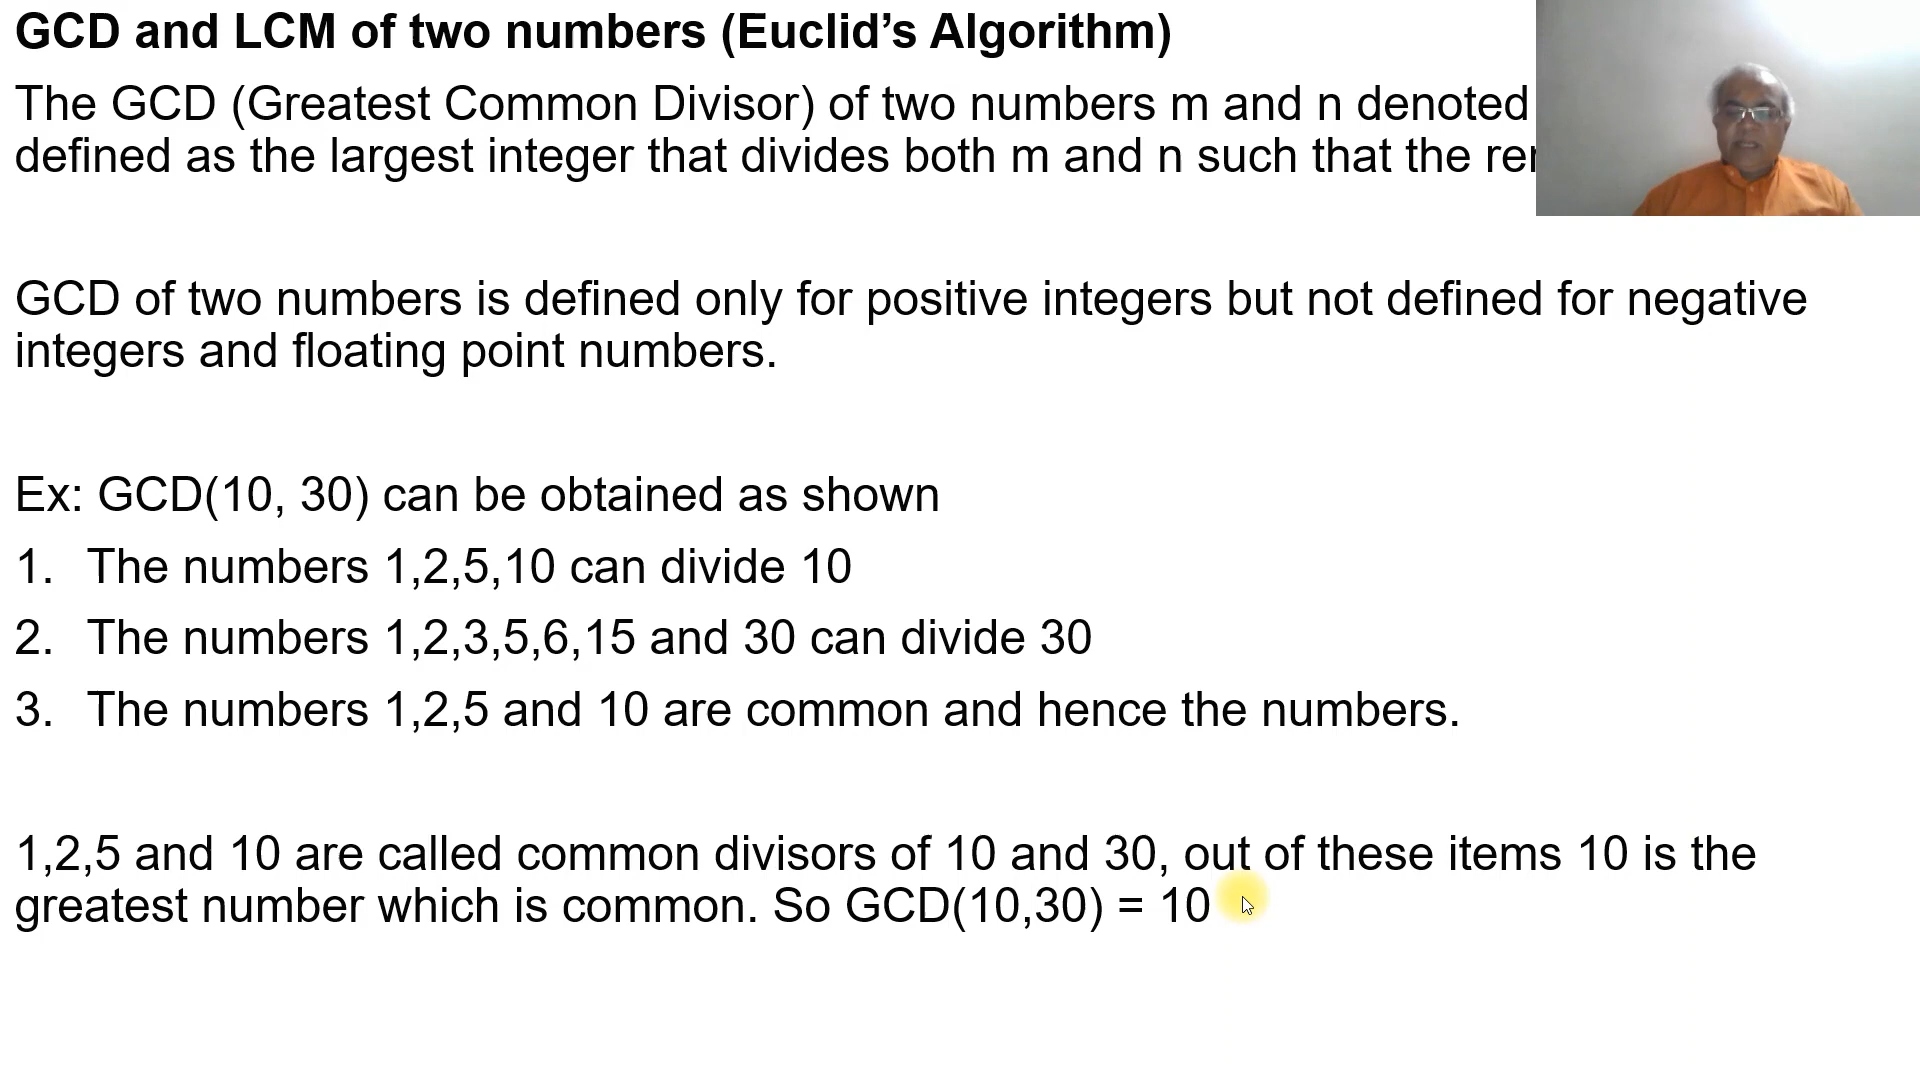 GCD and LCM of two numbers (Euclid’s Algorithm)
The GCD (Greatest Common Divisor) of two numbers m and n denoted
defined as the largest integer that divides both m and n such that the
GCD of two numbers is defined only for positive integers but not defined for negative
integers and floating point numbers.
Ex: GCD(10, 30) can be obtained as shown
1. The numbers 1,2,5,10 can divide 10
2. The numbers 1,2,3,5,6,15 and 30 can divide 30
3. The numbers 1,2,5 and 10 are common and hence the numbers.
1,2,5 and 10 are called common divisors of 10 and 30, out of these items 10 is the
greatest number which is common. So GCD(10,30) = 10